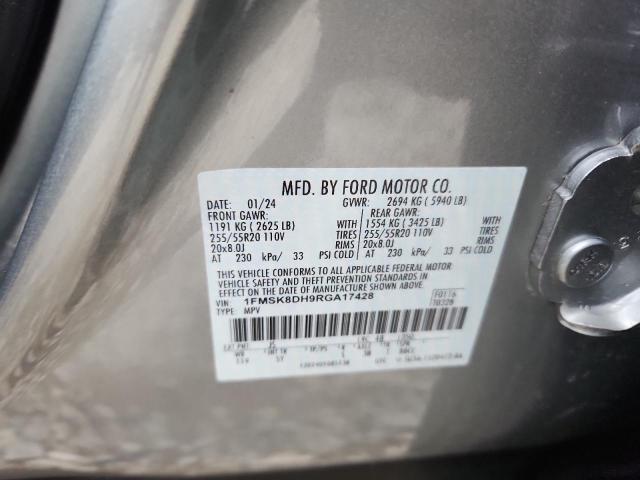 MFD. BY FORD MOTOR CO.
DATE: 01/24 GVWR: 2694 KG ( 5940 LB)
FRONT GAWR: REAR GAWR:
1191 KG ( 2625 LB) WITH 1554 KG ( 3425 LB) WITH
255/55R20 110V TIRES 255/55R20 110V TIRES
20x8.0J RIMS 20x8.0J RIMS
AT 230 kPa/ 33 PSI COLD AT 230 kPa/ 33 PSI COLD
THIS VEHICLE CONFORMS TO ALL APPLICABLE FEDERAL MOTOR
VEHICLE SAFETY AND THEFT PREVENTION STANDARDS IN EFFECT
ON THE DATE OF MANUFACTURE SHOWN ABOVE.
VIN: 1FMSK8DH9RGA17428 F0116
TYPE: MPV T0328
EXT PNT: